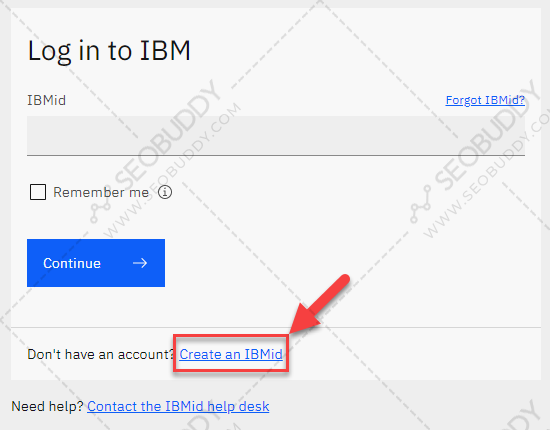 Log in to IBM
IBMid Forgot IBMid?
Remember me
Continue
Don't have an account? Create an IBMid
Need help? Contact the IBMid help desk
SEOBUDDY
WWW.SEOBUDDY.COM
SEOBUDDY
WWW.SEOBUDDY.COM